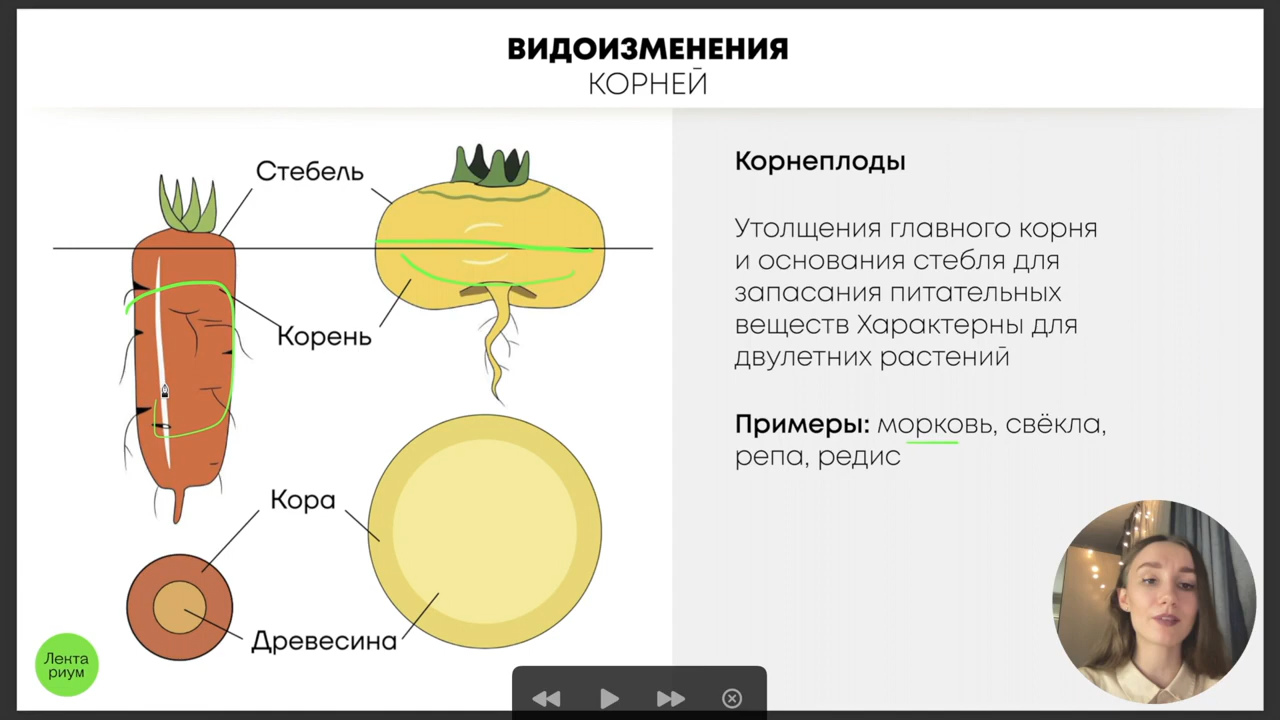 ВИДОИЗМЕНЕНИЯ
КОРНЕЙ
Стебель
Корень
Кора
Древесина
Лента
риум
Корнеплоды
Утолщения главного корня
и основания стебля для
запасания питательных
веществ Характерны для
двулетних растений
Примеры: морковь, свёкла,
репа, редис